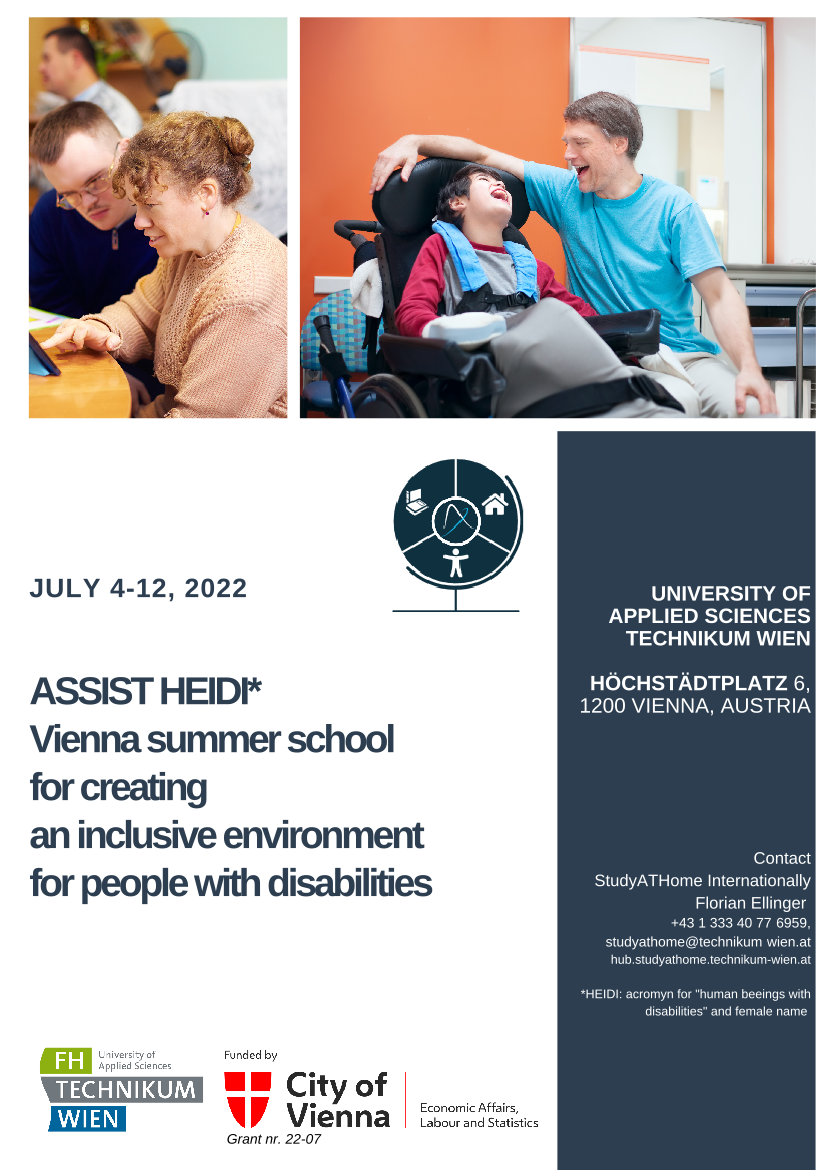 JULY 4-12, 2022
ASSIST HEIDI*
Vienna summer school
for creating
an inclusive environment
for people with disabilities
UNIVERSITY OF
APPLIED SCIENCES
TECHNIKUM WIEN
HÖCHSTÄDTPLATZ 6,
1200 VIENNA, AUSTRIA
Contact
StudyATHome Internationally
Florian Ellinger
+43 1 333 40 77 6959,
studyathome@technikum wien.at
hub.studyathome.technikum-wien.at
*HEIDI: acromyn for "human beeings with
disabilities" and female name
FH
University of
Applied Sciences
TECHNIKUM
WIEN
Funded by
City of
Vienna
Economic Affairs,
Labour and Statistics
Grant nr. 22-07